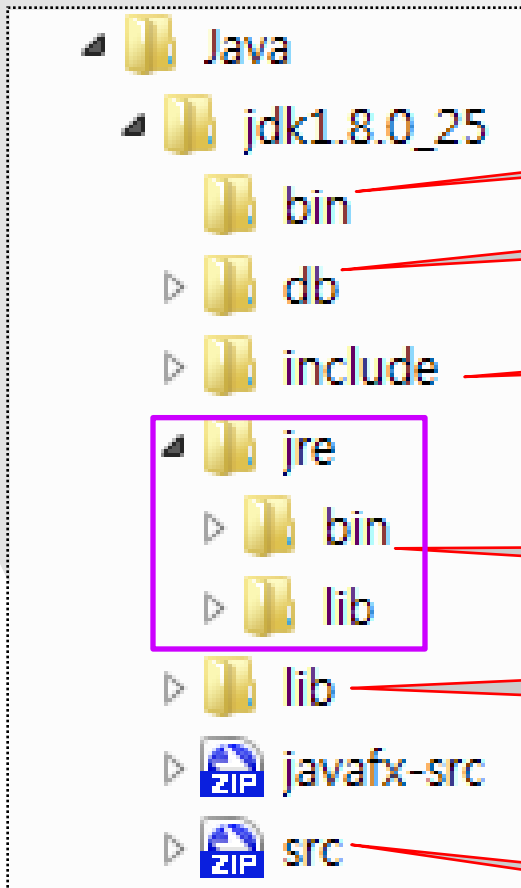 Java
jdk1.8.0_25
bin
db
include
jre
bin
lib
lib
ZIP javafx-src
ZIP src